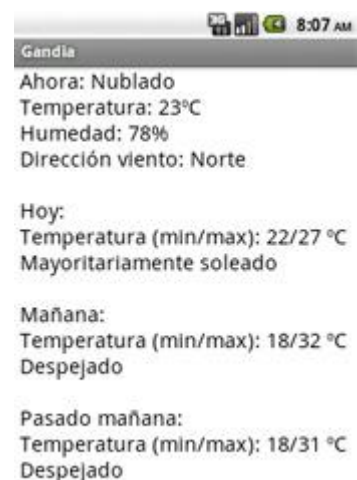 3G 8:07 AM
Gandia
Ahora: Nublado
Temperatura: 23ºC
Humedad: 78%
Dirección viento: Norte
Hoy:
Temperatura (min/max): 22/27 ºC
Mayoritariamente soleado
Mañana:
Temperatura (min/max): 18/32 ºC
Despejado
Pasado mañana:
Temperatura (min/max): 18/31 ºC
Despejado